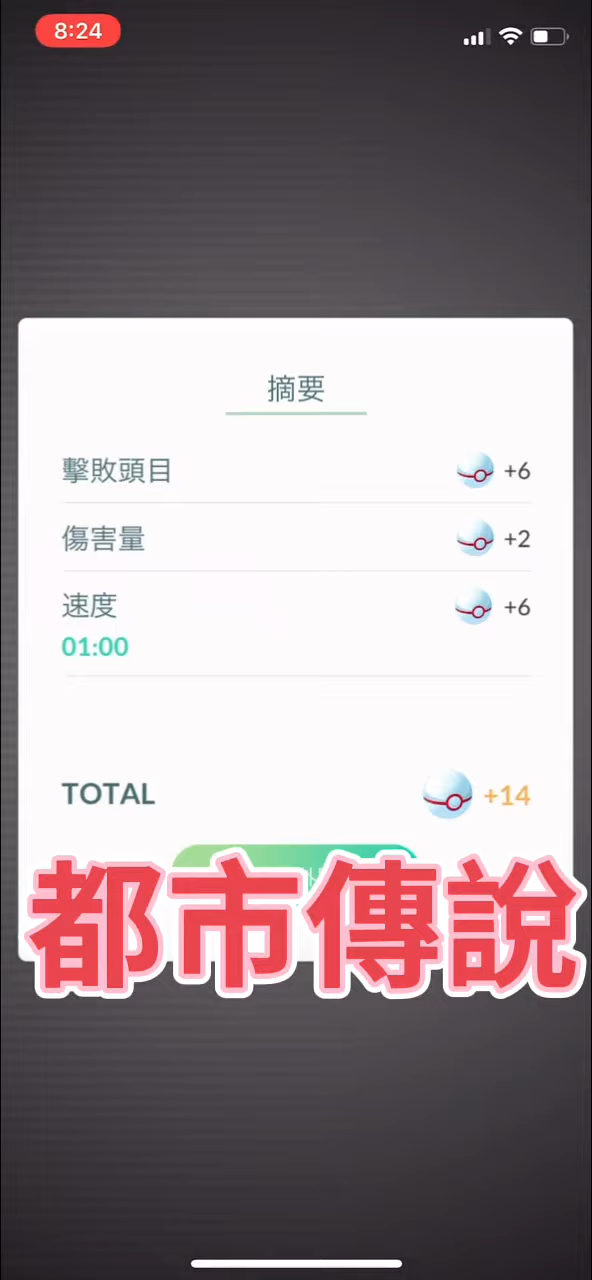 8:24
摘要
擊敗頭目 +6
傷害量 +2
速度 +6
01:00
TOTAL +14
都市傳說